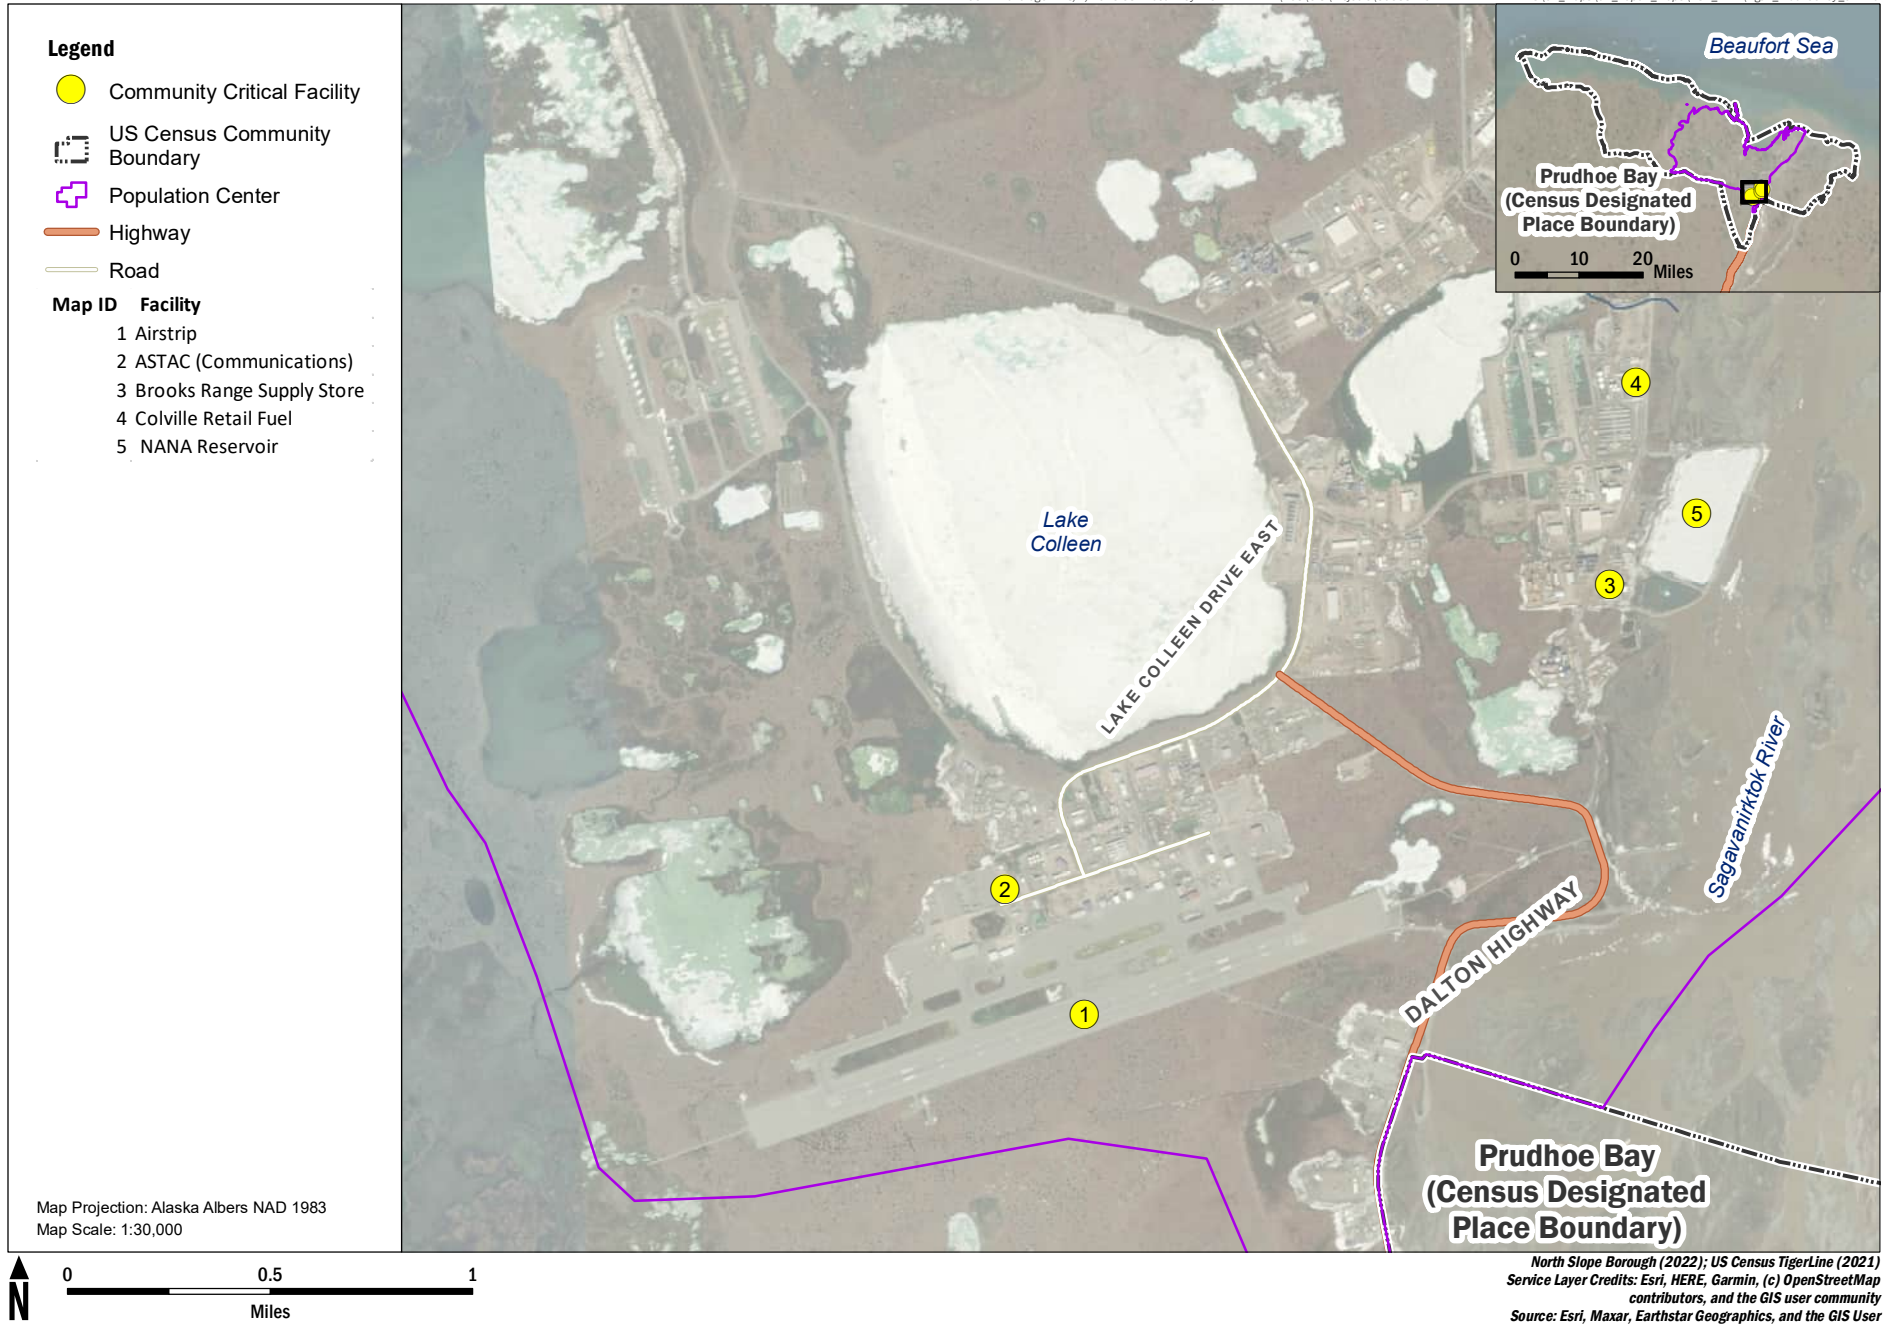 Legend
Community Critical Facility
US Census Community
Boundary
Population Center
Highway
Road
Map ID Facility
1 Airstrip
2 ASTAC (Communications)
3 Brooks Range Supply Store
4 Colville Retail Fuel
5 NANA Reservoir
Map Projection: Alaska Albers NAD 1983
Map Scale: 1:30,000
Beaufort Sea
Prudhoe Bay
(Census Designated
Place Boundary)
0 10 20
Miles
4
5
3
Lake
Colleen
LAKE COLLEEN DRIVE EAST
Sagavanirktok River
2
DALTON HIGHWAY
1
Prudhoe Bay
(Census Designated
Place Boundary)
N
0 0.5 1
Miles
North Slope Borough (2022); US Census TigerLine (2021)
Service Layer Credits: Esri, HERE, Garmin, (c) OpenStreetMap
contributors, and the GIS user community
Source: Esri, Maxar, Earthstar Geographics, and the GIS User